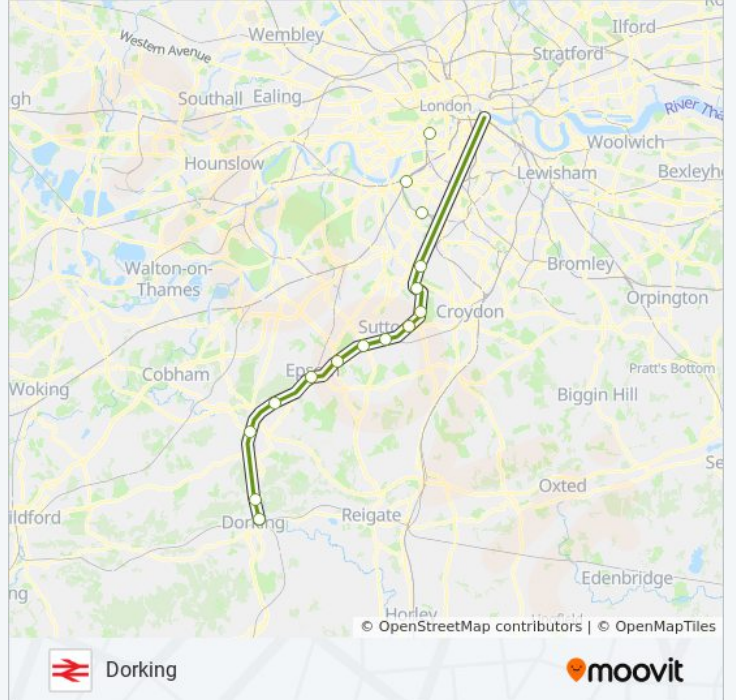 Wembley
Ilford
Western Avenue
Stratford
gh
Southall
Ealing
London
River Tha
Hounslow
Woolwich
Lewisham
Bexleyh
Walton-on-
Thames
Bromley
Orpington
Croydon
Sutto
Epsom
Cobham
Pratt's Bottom
Woking
Biggin Hill
Se
Oxted
ildford
Dorking
Reigate
Edenbridge
ng
Horley
© OpenStreetMap contributors | © OpenMapTiles
Dorking
moovit